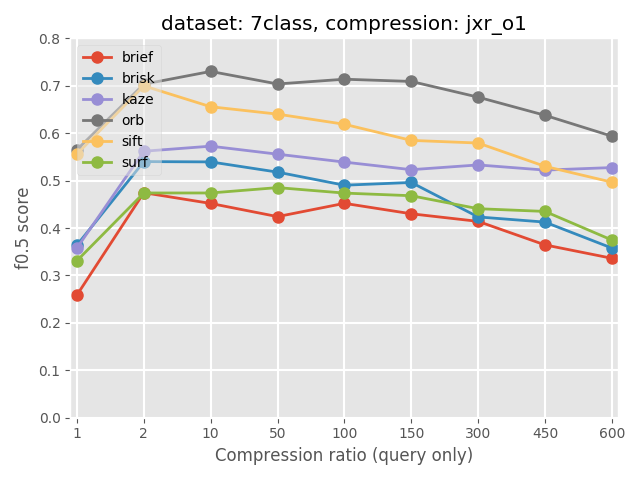 dataset: 7class, compression: jxr_o1
0.8
0.7
0.6
0.5
0.4
0.3
0.2
0.1
0.0
f0.5 score
brief
brisk
kaze
orb
sift
surf
1 2 10 50 100 150 300 450 600
Compression ratio (query only)